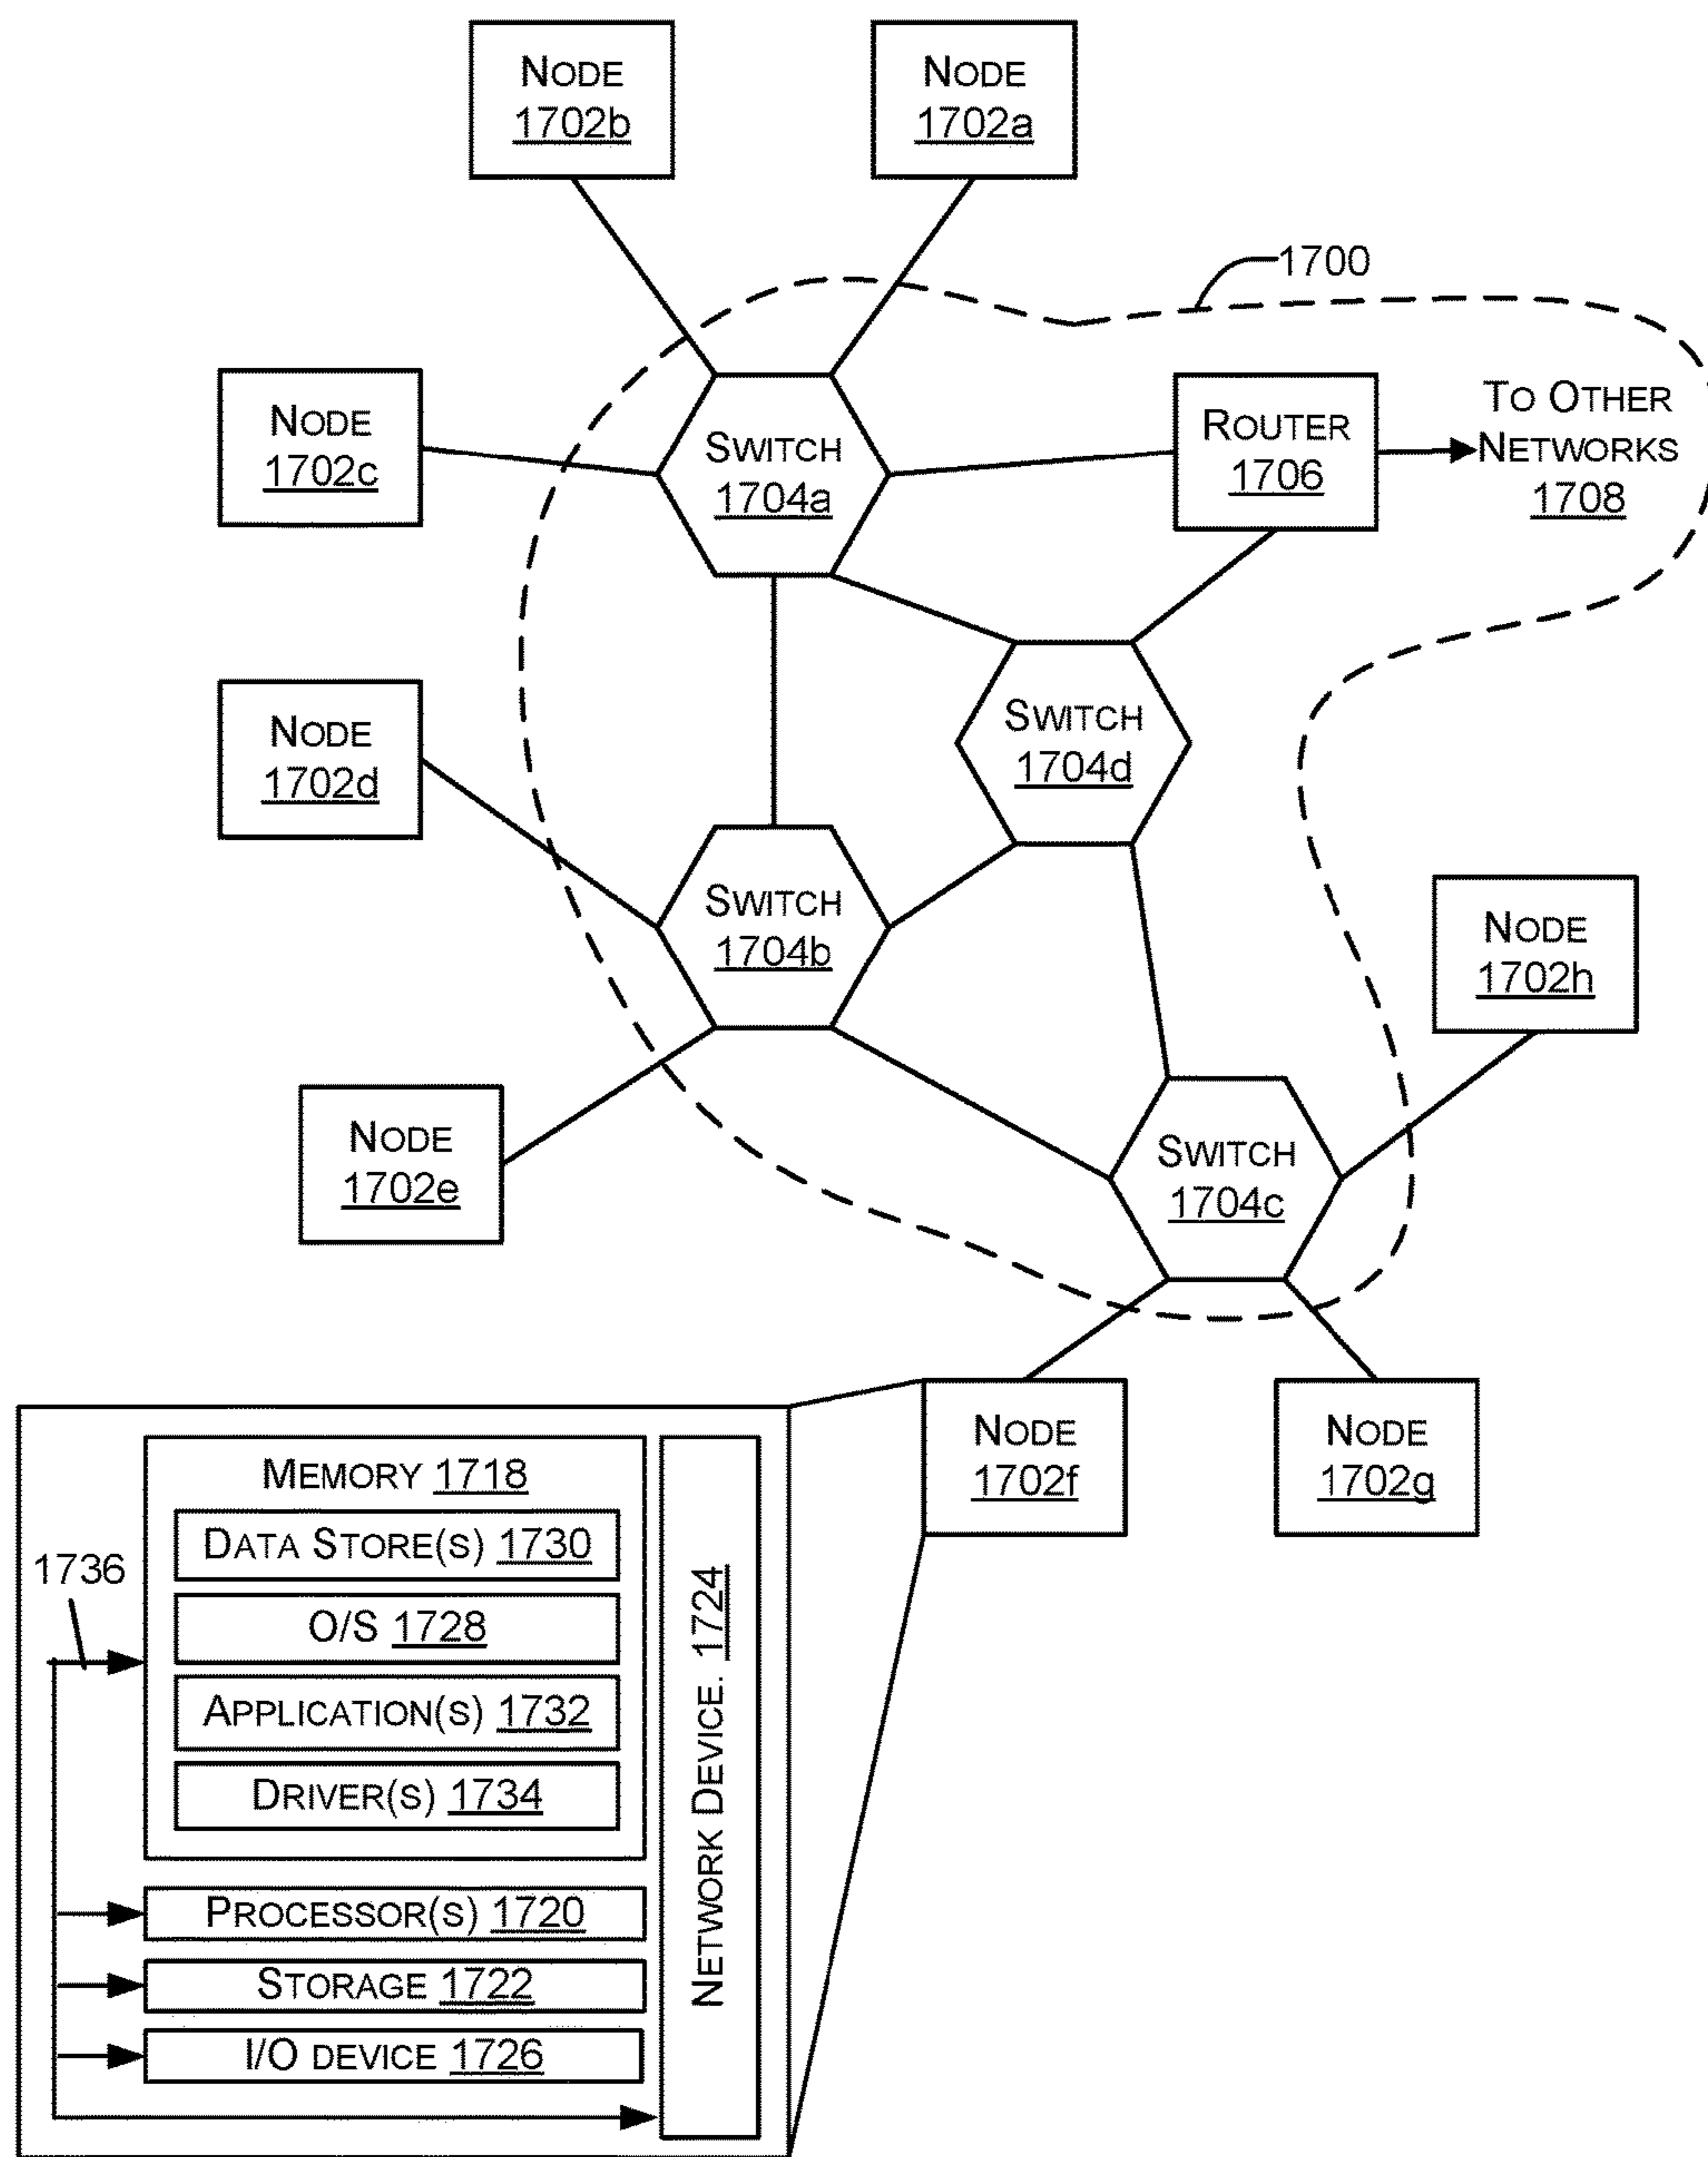 NODE
1702b
NODE
1702a
1700
NODE
1702c
SWITCH
1704a
ROUTER
1706
TO OTHER
NETWORKS
1708
NODE
1702d
SWITCH
1704d
SWITCH
1704b
NODE
1702h
NODE
1702e
SWITCH
1704c
NODE
1702f
NODE
1702g
MEMORY 1718
DATA STORE(S) 1730
1736
O/S 1728
APPLICATION(S) 1732
DRIVER(S) 1734
PROCESSOR(S) 1720
STORAGE 1722
I/O DEVICE 1726
NETWORK DEVICE. 1724